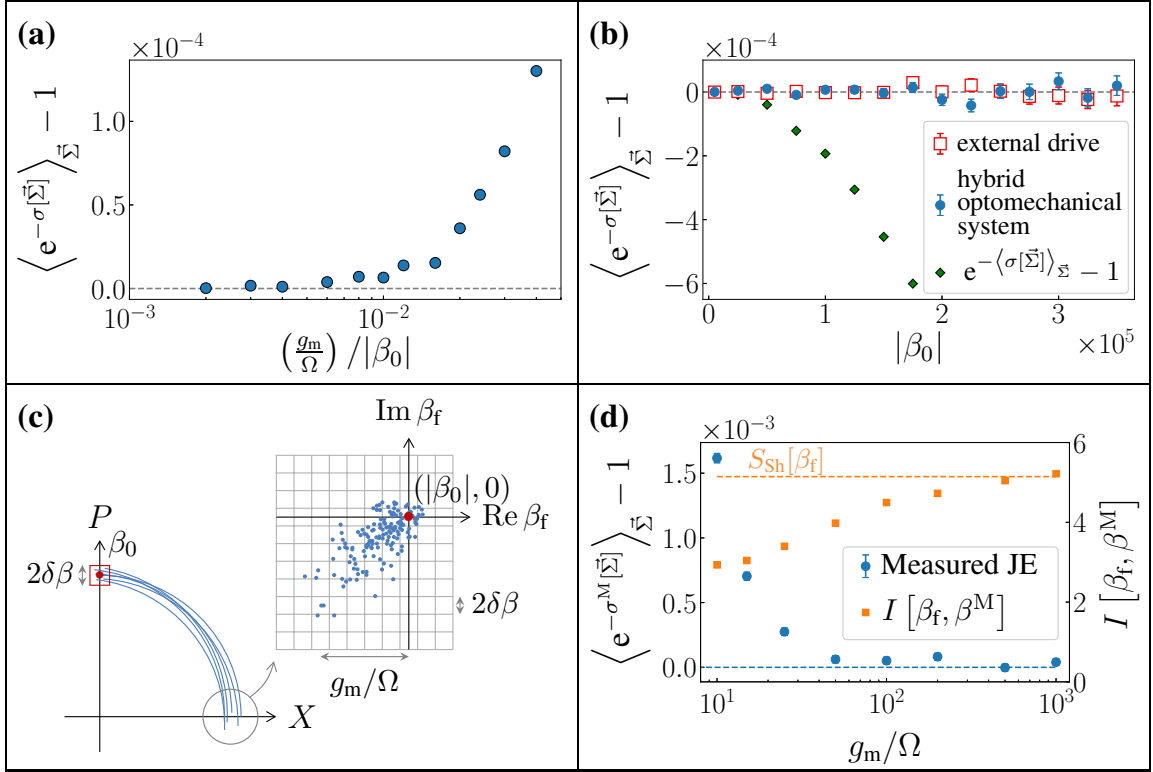 (a)
×10⁻⁴
⟨e^{−σ[Σ⃗]}⟩_{Σ⃗} − 1
1.0
0.5
0.0
10⁻³
10⁻²
(g_m/Ω) /|β₀|
(b)
×10⁻⁴
⟨e^{−σ[Σ⃗]}⟩_{Σ⃗} − 1
0
−2
−4
−6
external drive
hybrid
optomechanical
system
e^{−⟨σ[Σ⃗]⟩_{Σ⃗}} − 1
0
1
2
3
|β₀|
×10⁵
(c)
Im β_f
(|β₀|, 0)
Re β_f
P
β₀
2δβ
2δβ
g_m/Ω
X
(d)
×10⁻³
⟨e^{−σ^M[Σ⃗]}⟩_{Σ⃗} − 1
1.5
1.0
0.5
0.0
S_Sh[β_f]
Measured JE
I [β_f, β^M]
6
4
2
0
I [β_f, β^M]
10¹
10²
10³
g_m/Ω